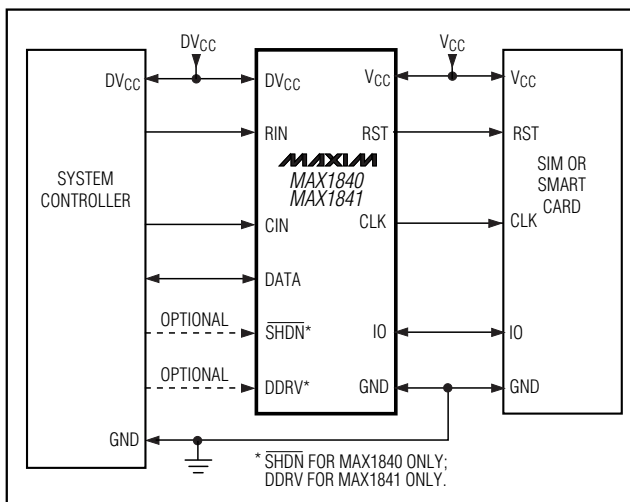 DVCC
VCC
DVCC
DVCC
VCC
VCC
RIN
RST
RST
MAXIM
MAX1840
MAX1841
SYSTEM
CONTROLLER
SIM OR
SMART
CARD
CIN
CLK
CLK
DATA
OPTIONAL
SHDN*
IO
IO
OPTIONAL
DDRV*
GND
GND
GND
* SHDN FOR MAX1840 ONLY;
DDRV FOR MAX1841 ONLY.